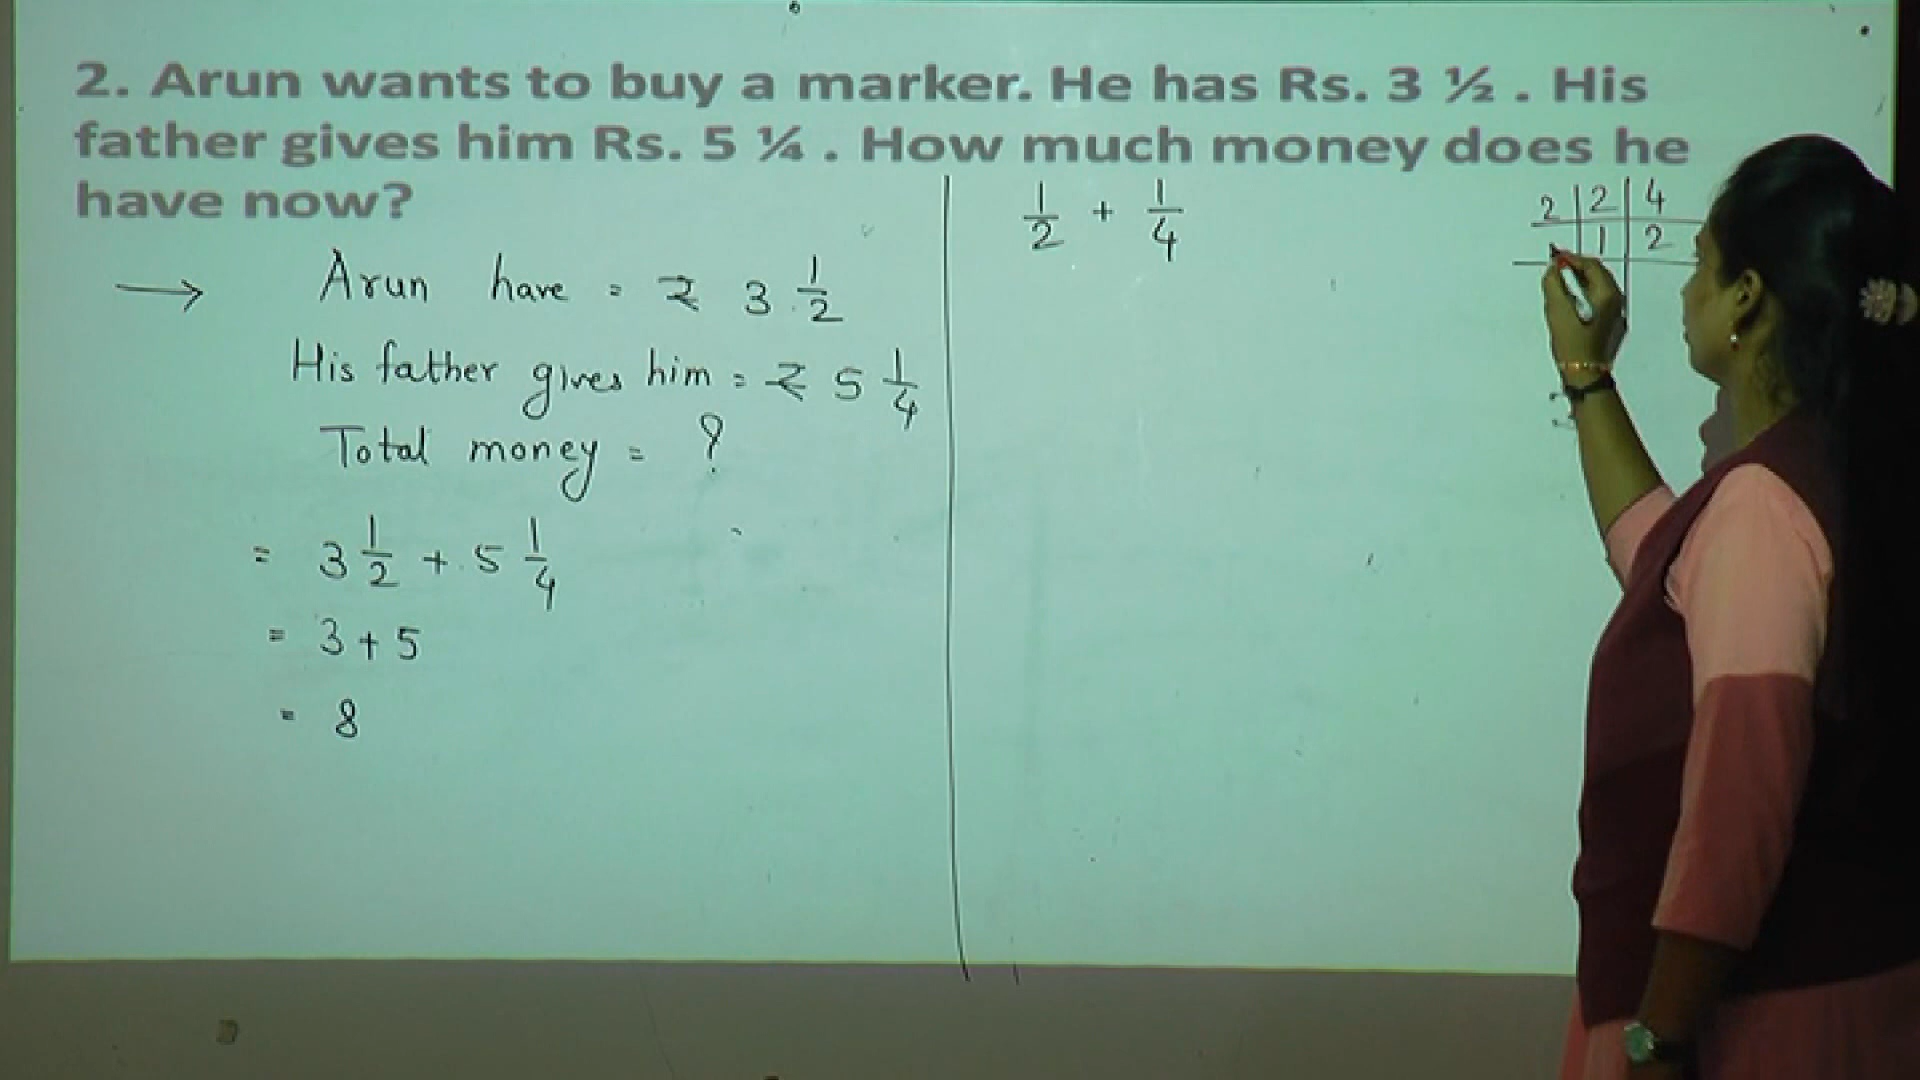 2. Arun wants to buy a marker. He has Rs. 3 ½ . His
father gives him Rs. 5 ¼ . How much money does he
have now?
→ Arun have = ₹ 3 1/2
His father gives him = ₹ 5 1/4
Total money = ?
= 3 1/2 + 5 1/4
= 3 + 5
= 8
1/2 + 1/4
2 | 2 | 4
1 | 2